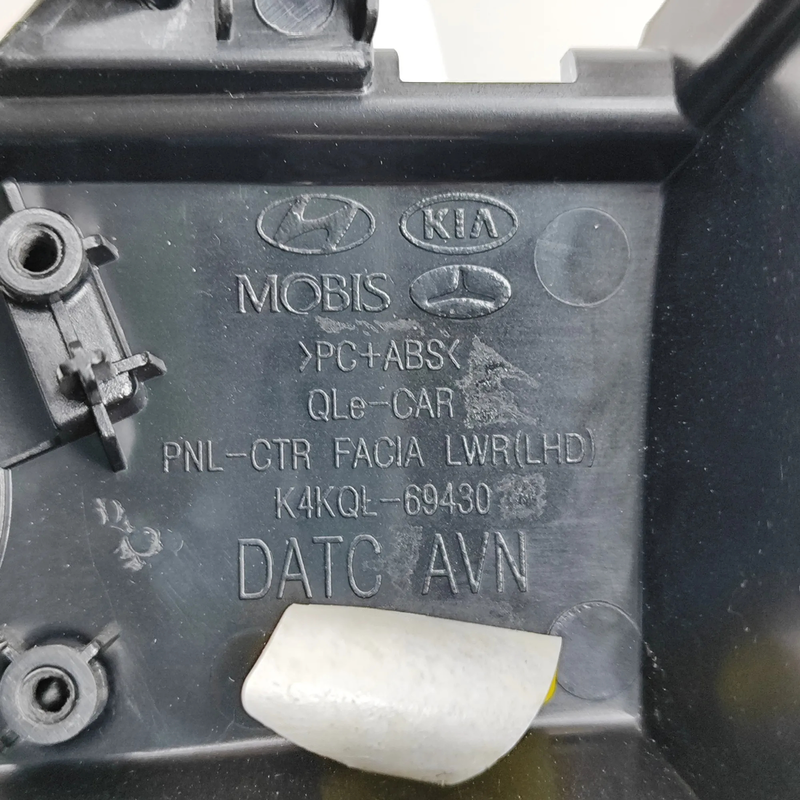 KIA
MOBIS
>PC+ABS<
QLe-CAR
PNL-CTR FACIA LWR(LHD)
K4KQL-69430
DATC AVN